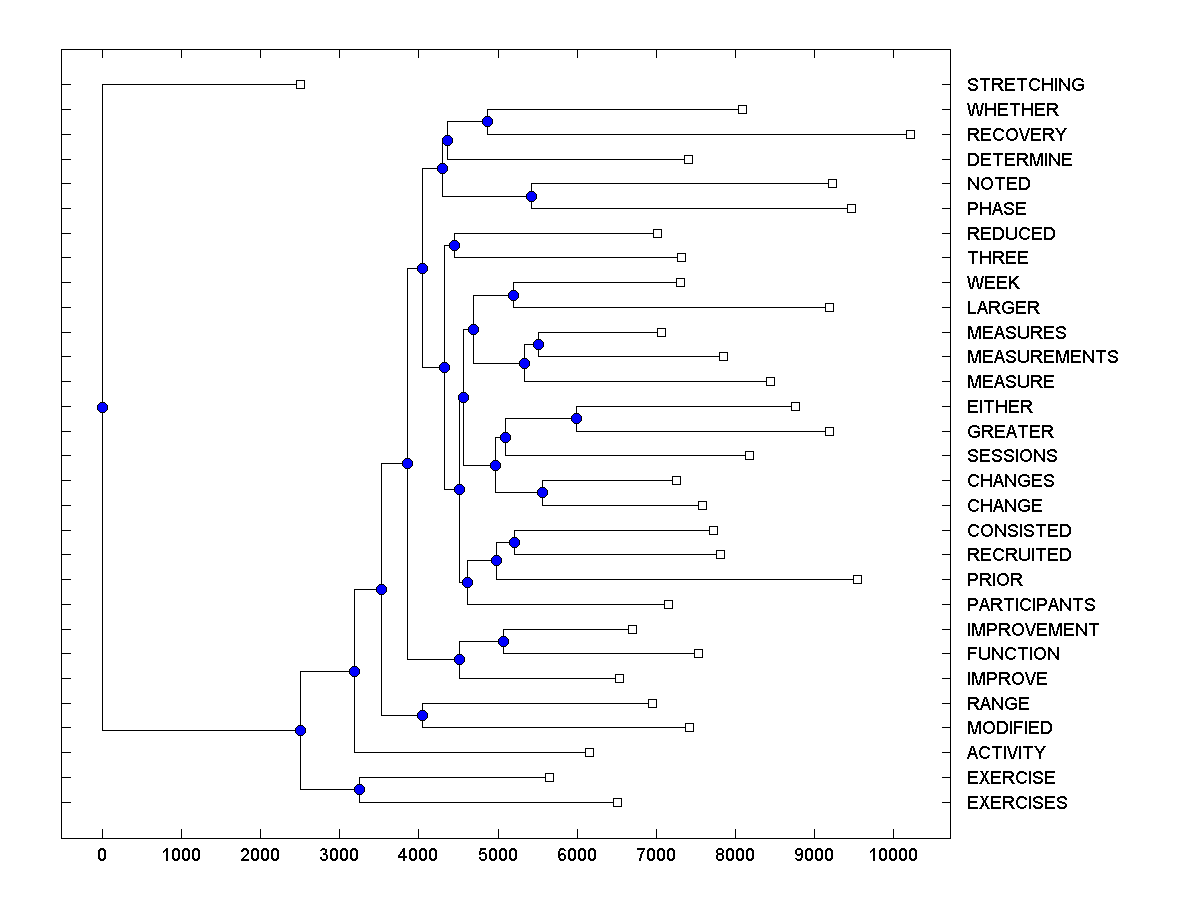 STRETCHING
WHETHER
RECOVERY
DETERMINE
NOTED
PHASE
REDUCED
THREE
WEEK
LARGER
MEASURES
MEASUREMENTS
MEASURE
EITHER
GREATER
SESSIONS
CHANGES
CHANGE
CONSISTED
RECRUITED
PRIOR
PARTICIPANTS
IMPROVEMENT
FUNCTION
IMPROVE
RANGE
MODIFIED
ACTIVITY
EXERCISE
EXERCISES
0 1000 2000 3000 4000 5000 6000 7000 8000 9000 10000